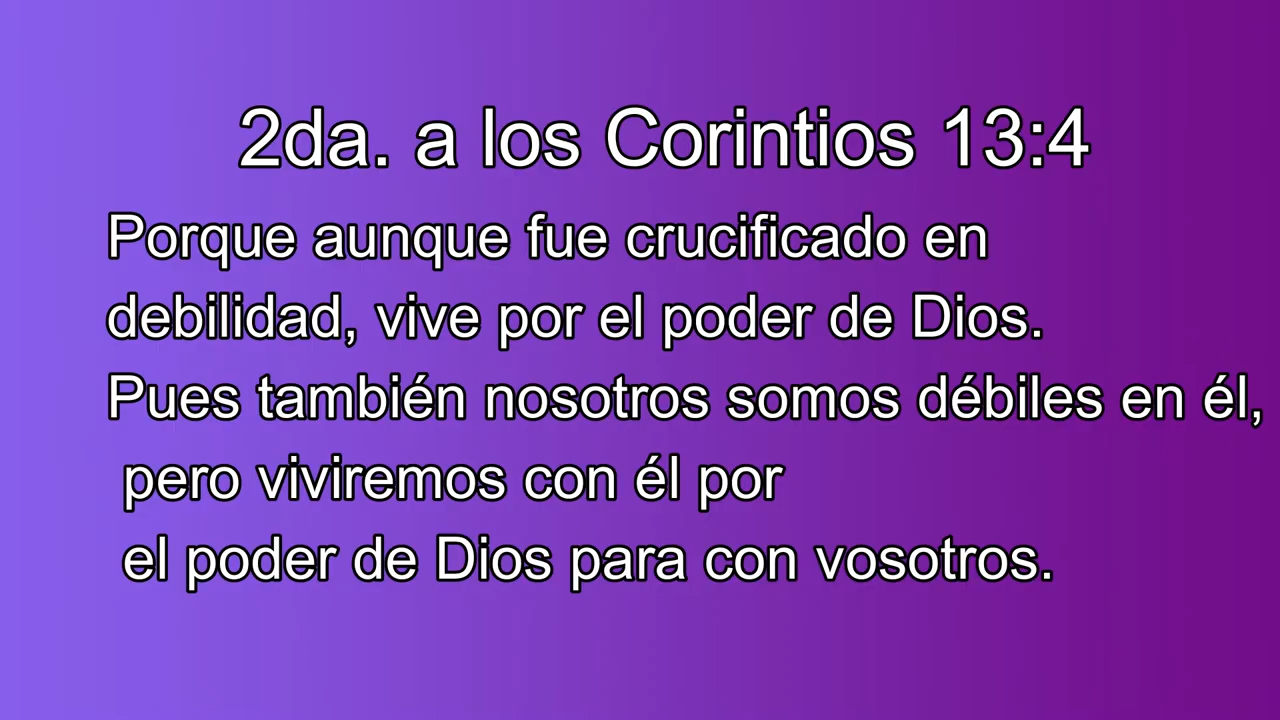 2da. a los Corintios 13:4
Porque aunque fue crucificado en
debilidad, vive por el poder de Dios.
Pues también nosotros somos débiles en él,
pero viviremos con él por
el poder de Dios para con vosotros.